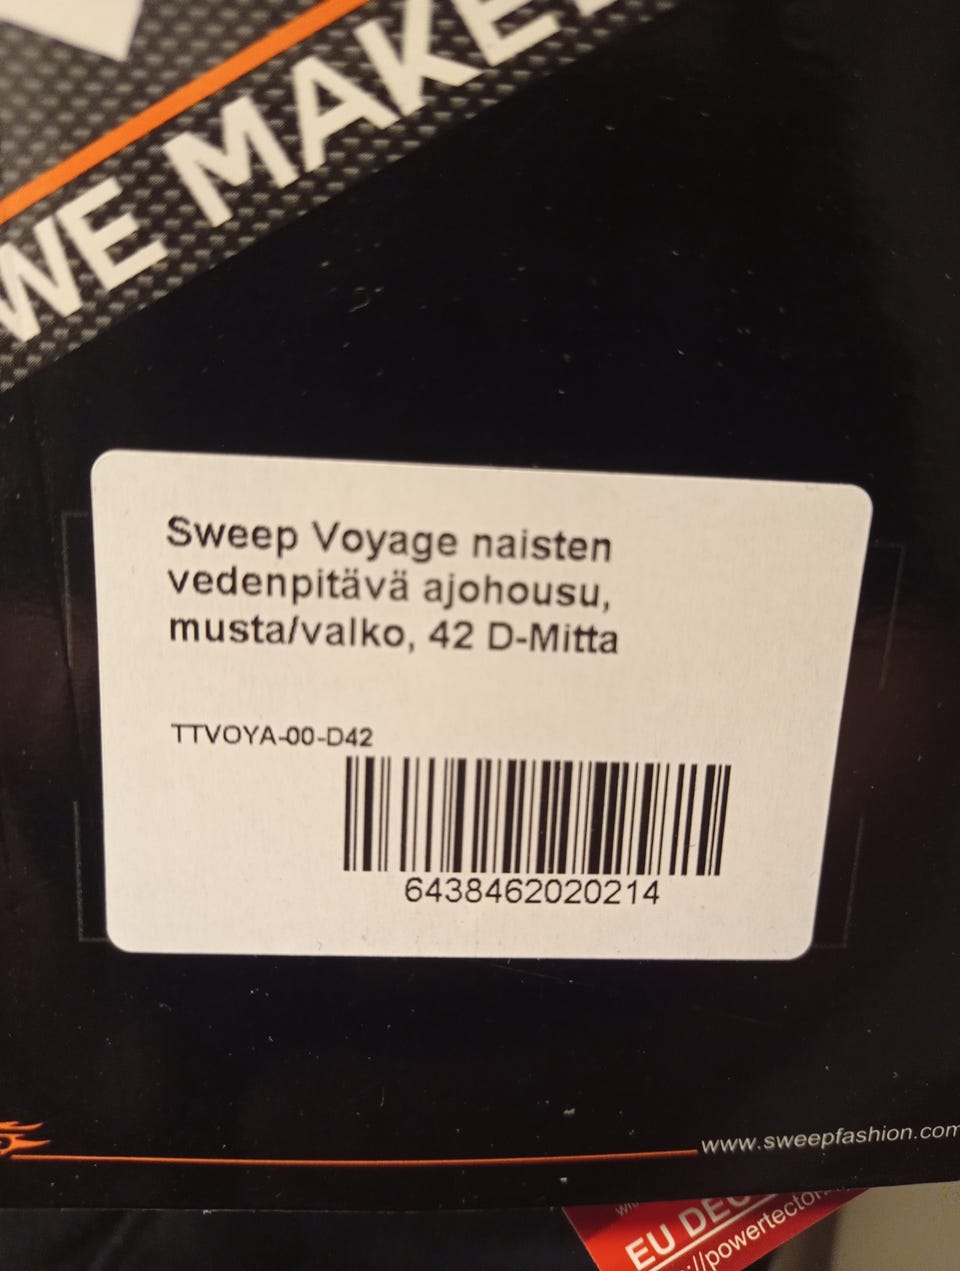 WE MAKE
Sweep Voyage naisten
vedenpitävä ajohousu,
musta/valko, 42 D-Mitta
TTVOYA-00-D42
6438462020214
www.sweepfashion.com
EU DEC
://powertector.